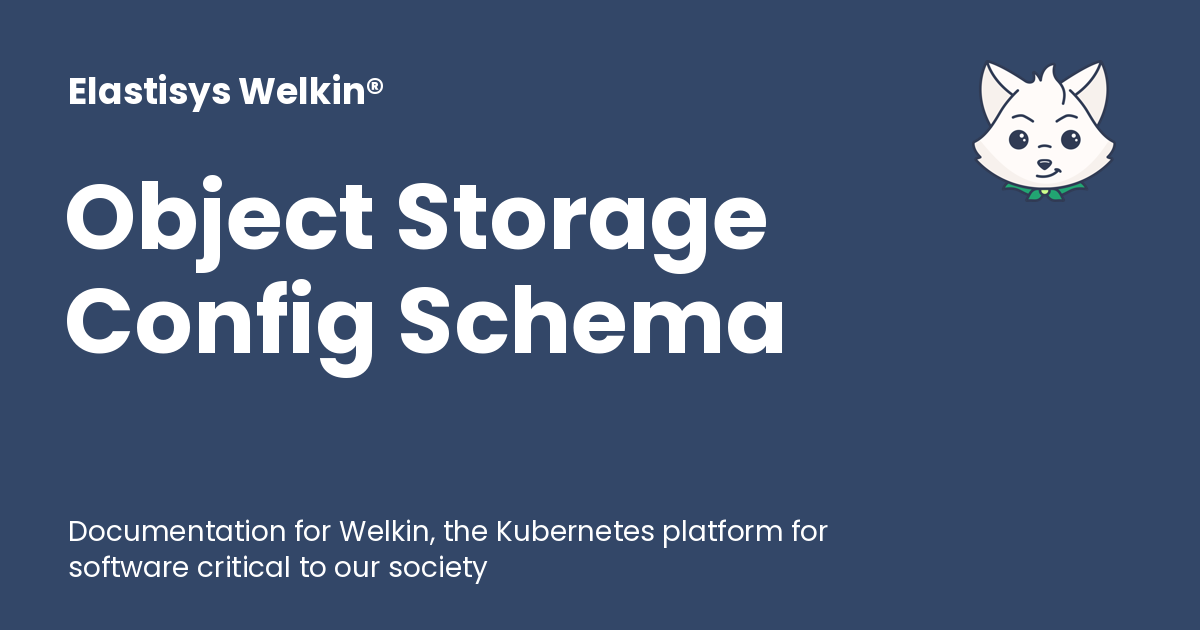 Elastisys Welkin®
Object Storage
Config Schema
Documentation for Welkin, the Kubernetes platform for
software critical to our society